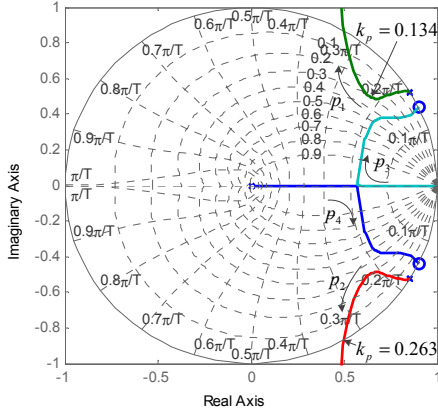 1
0.8
0.6
0.4
0.2
0
-0.2
-0.4
-0.6
-0.8
-1
-1
-0.5
0
0.5
1
Imaginary Axis
Real Axis
0.5π/T
0.6π/T
0.4π/T
0.7π/T
0.3π/T
0.8π/T
0.2π/T
0.9π/T
0.1π/T
π/T
π/T
0.9π/T
0.1π/T
0.8π/T
0.2π/T
0.7π/T
0.3π/T
0.6π/T
0.4π/T
0.5π/T
0.1
0.2
0.3
0.4
0.5
0.6
0.7
0.8
0.9
k_p = 0.134
p_1
p_3
p_4
p_2
k_p = 0.263